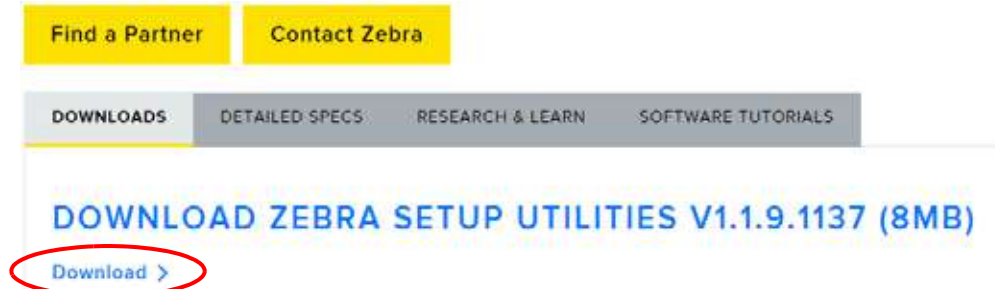 Find a Partner Contact Zebra
DOWNLOADS DETAILED SPECS RESEARCH & LEARN SOFTWARE TUTORIALS
DOWNLOAD ZEBRA SETUP UTILITIES V1.1.9.1137 (8MB)
Download >